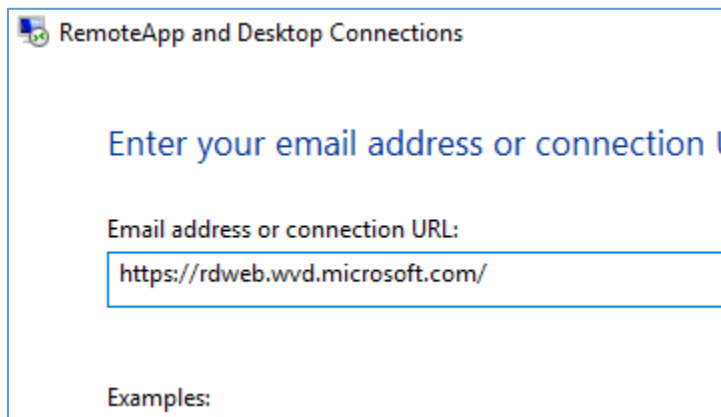 RemoteApp and Desktop Connections
Enter your email address or connection
Email address or connection URL:
https://rdweb.wvd.microsoft.com/
Examples: